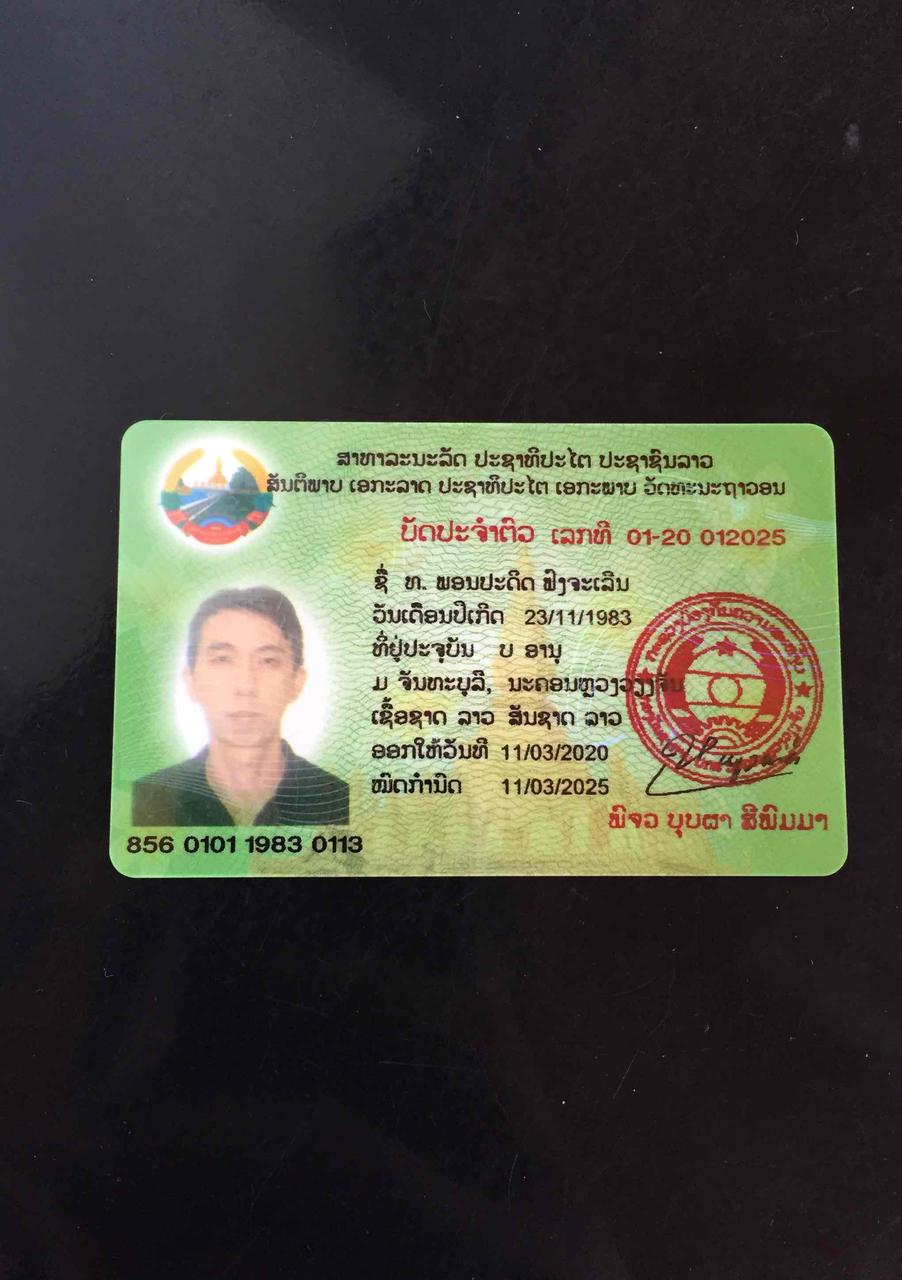 ສາທາລະນະລັດ ປະຊາທິປະໄຕ ປະຊາຊົນລາວ
ສັນຕິພາບ ເອກະລາດ ປະຊາທິປະໄຕ ເອກະພາບ ວັດທະນະຖາວອນ
ບັດປະຈຳຕົວ ເລກທີ 01-20 012025
ຊື່ ທ. ພອນປະດິດ ຟົງຈະເລີນ
ວັນເດືອນປີເກີດ 23/11/1983
ທີ່ຢູ່ປະຈຸບັນ ບ ອານຸ
ມ ຈັນທະບຸລີ, ນະຄອນຫຼວງວຽງຈັນ
ເຊື້ອຊາດ ລາວ ສັນຊາດ ລາວ
ອອກໃຫ້ວັນທີ 11/03/2020
ໝົດກຳນົດ 11/03/2025
ພົຈວ ບຸບຜາ ສີພົມມາ
856 0101 1983 0113